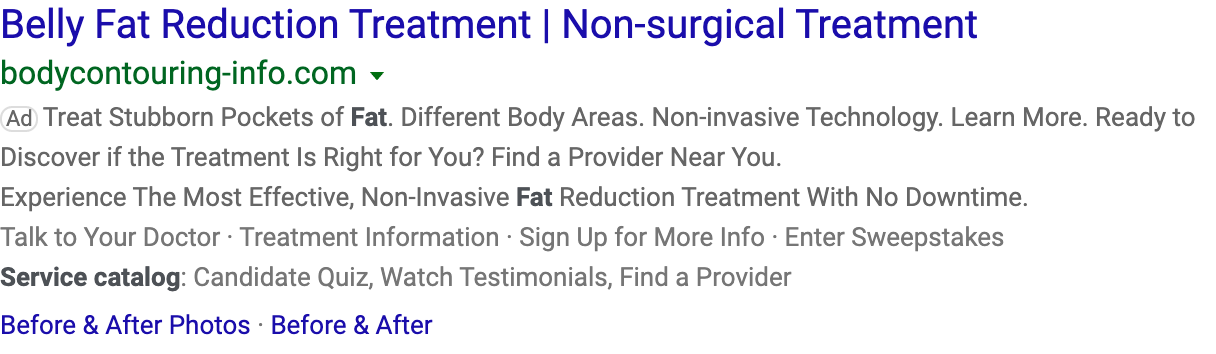 Belly Fat Reduction Treatment | Non-surgical Treatment
bodycontouring-info.com
Ad Treat Stubborn Pockets of Fat. Different Body Areas. Non-invasive Technology. Learn More. Ready to
Discover if the Treatment Is Right for You? Find a Provider Near You.
Experience The Most Effective, Non-Invasive Fat Reduction Treatment With No Downtime.
Talk to Your Doctor · Treatment Information · Sign Up for More Info · Enter Sweepstakes
Service catalog: Candidate Quiz, Watch Testimonials, Find a Provider
Before & After Photos · Before & After